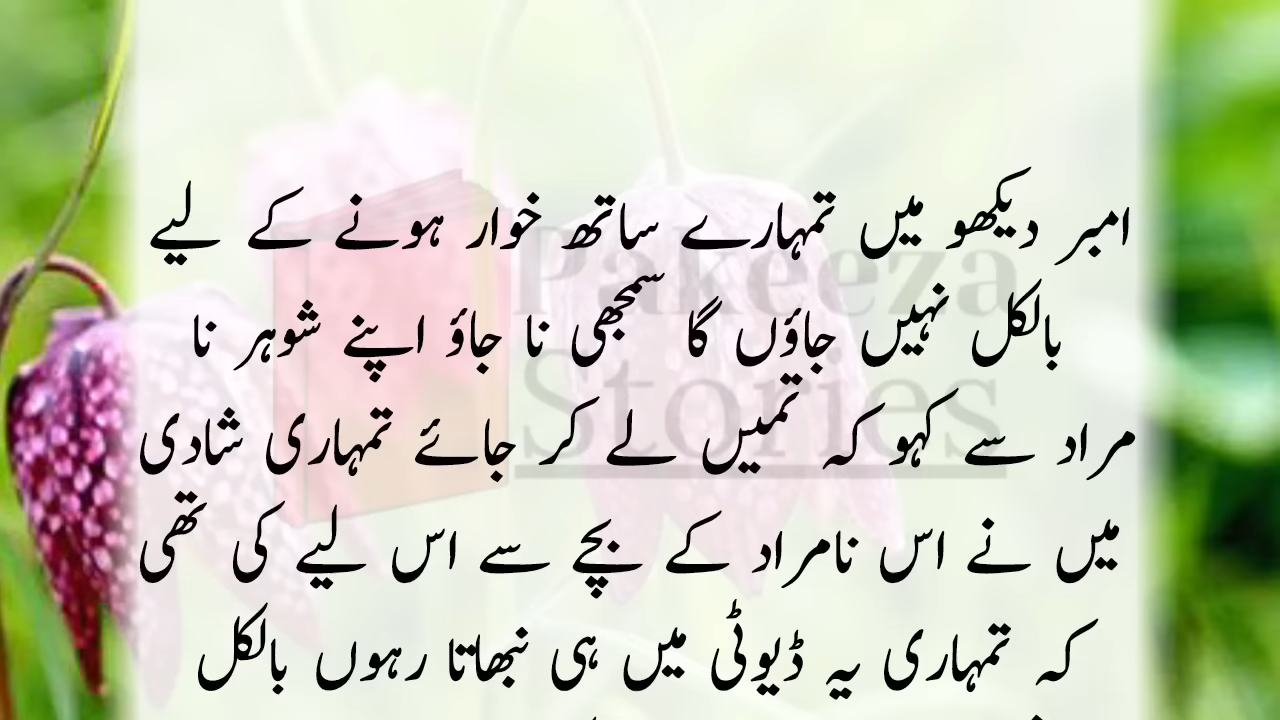 امبر دیکھو میں تمہارے ساتھ خوار ہونے کے لیے
بالکل نہیں جاؤں گا سمجھی نا جاؤ اپنے شوہر نا
مراد سے کہو کہ تمیں لے کر جائے تمہاری شادی
میں نے اس نامراد کے بچے سے اس لیے کی تھی
کہ تمہاری یہ ڈیوٹی میں ہی نبھاتا رہوں بالکل
Pakeeza
Stories